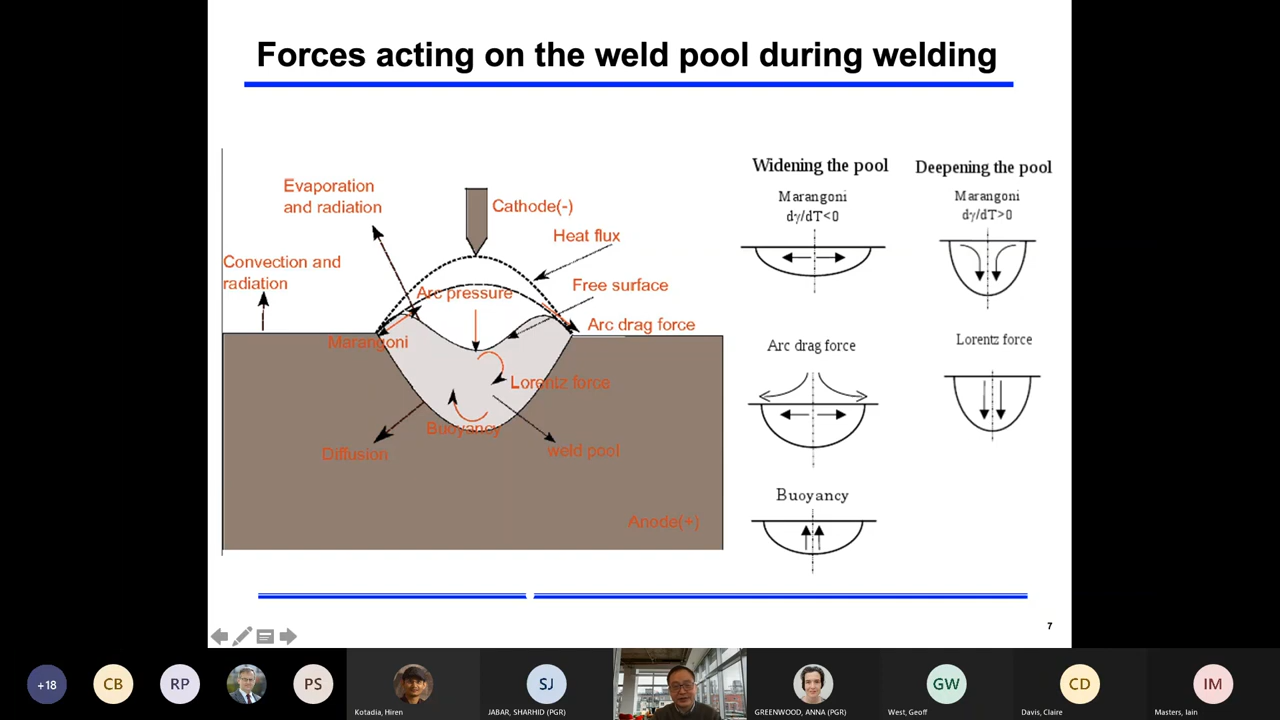 Forces acting on the weld pool during welding
Evaporation
and radiation
Cathode(-)
Heat flux
Convection and
radiation
Arc pressure
Free surface
Arc drag force
Marangoni
Lorentz force
Buoyancy
Diffusion
weld pool
Anode(+)
Widening the pool
Marangoni
dγ/dT<0
Arc drag force
Buoyancy
Deepening the pool
Marangoni
dγ/dT>0
Lorentz force
7
+18
CB
RP
PS
Kotadia, Hiren
SJ
JABAR, SHARHID (PGR)
GREENWOOD, ANNA (PGR)
GW
West, Geoff
CD
Davis, Claire
IM
Masters, Iain